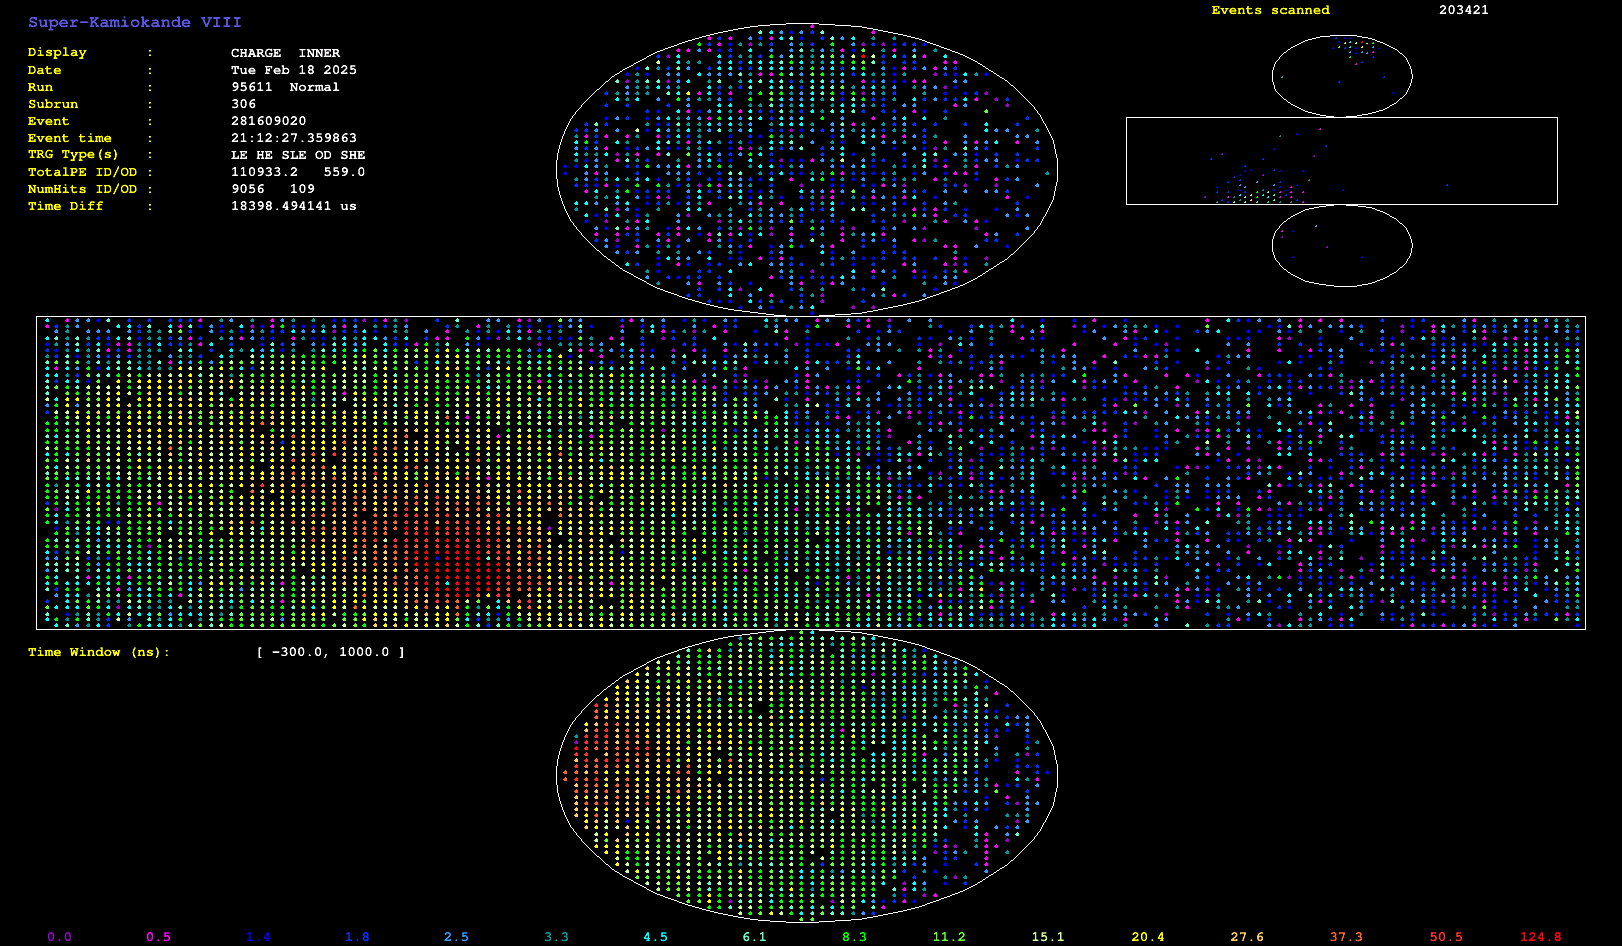 Super-Kamiokande VIII
Events scanned 203421
Display : CHARGE INNER
Date : Tue Feb 18 2025
Run : 95611 Normal
Subrun : 306
Event : 281609020
Event time : 21:12:27.359863
TRG Type(s) : LE HE SLE OD SHE
TotalPE ID/OD : 110933.2 559.0
NumHits ID/OD : 9056 109
Time Diff : 18398.494141 us
Time Window (ns): [ -300.0, 1000.0 ]
0.0 0.5 1.4 1.8 2.5 3.3 4.5 6.1 8.3 11.2 15.1 20.4 27.6 37.3 50.5 124.8